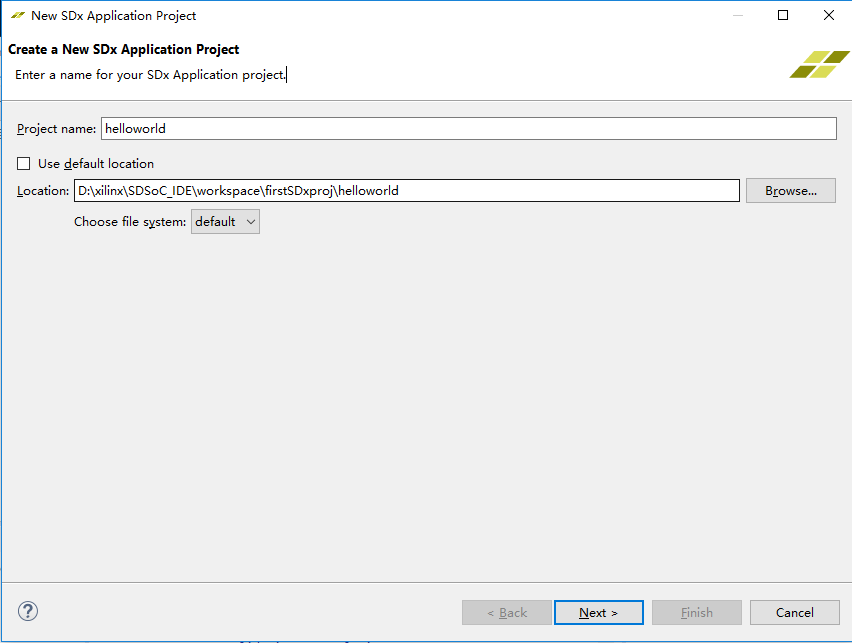 New SDx Application Project
Create a New SDx Application Project
Enter a name for your SDx Application project.
Project name: helloworld
Use default location
Location: D:\xilinx\SDSoC_IDE\workspace\firstSDxproj\helloworld Browse...
Choose file system: default
< Back Next > Finish Cancel